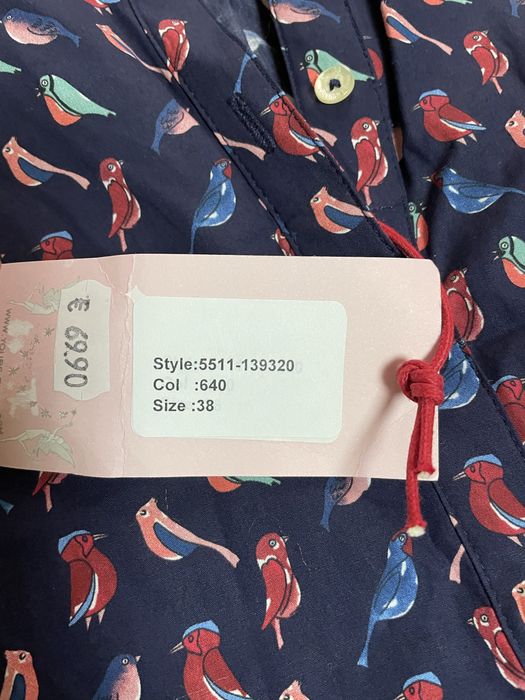 € 69.90
Style:5511-139320
Col :640
Size :38